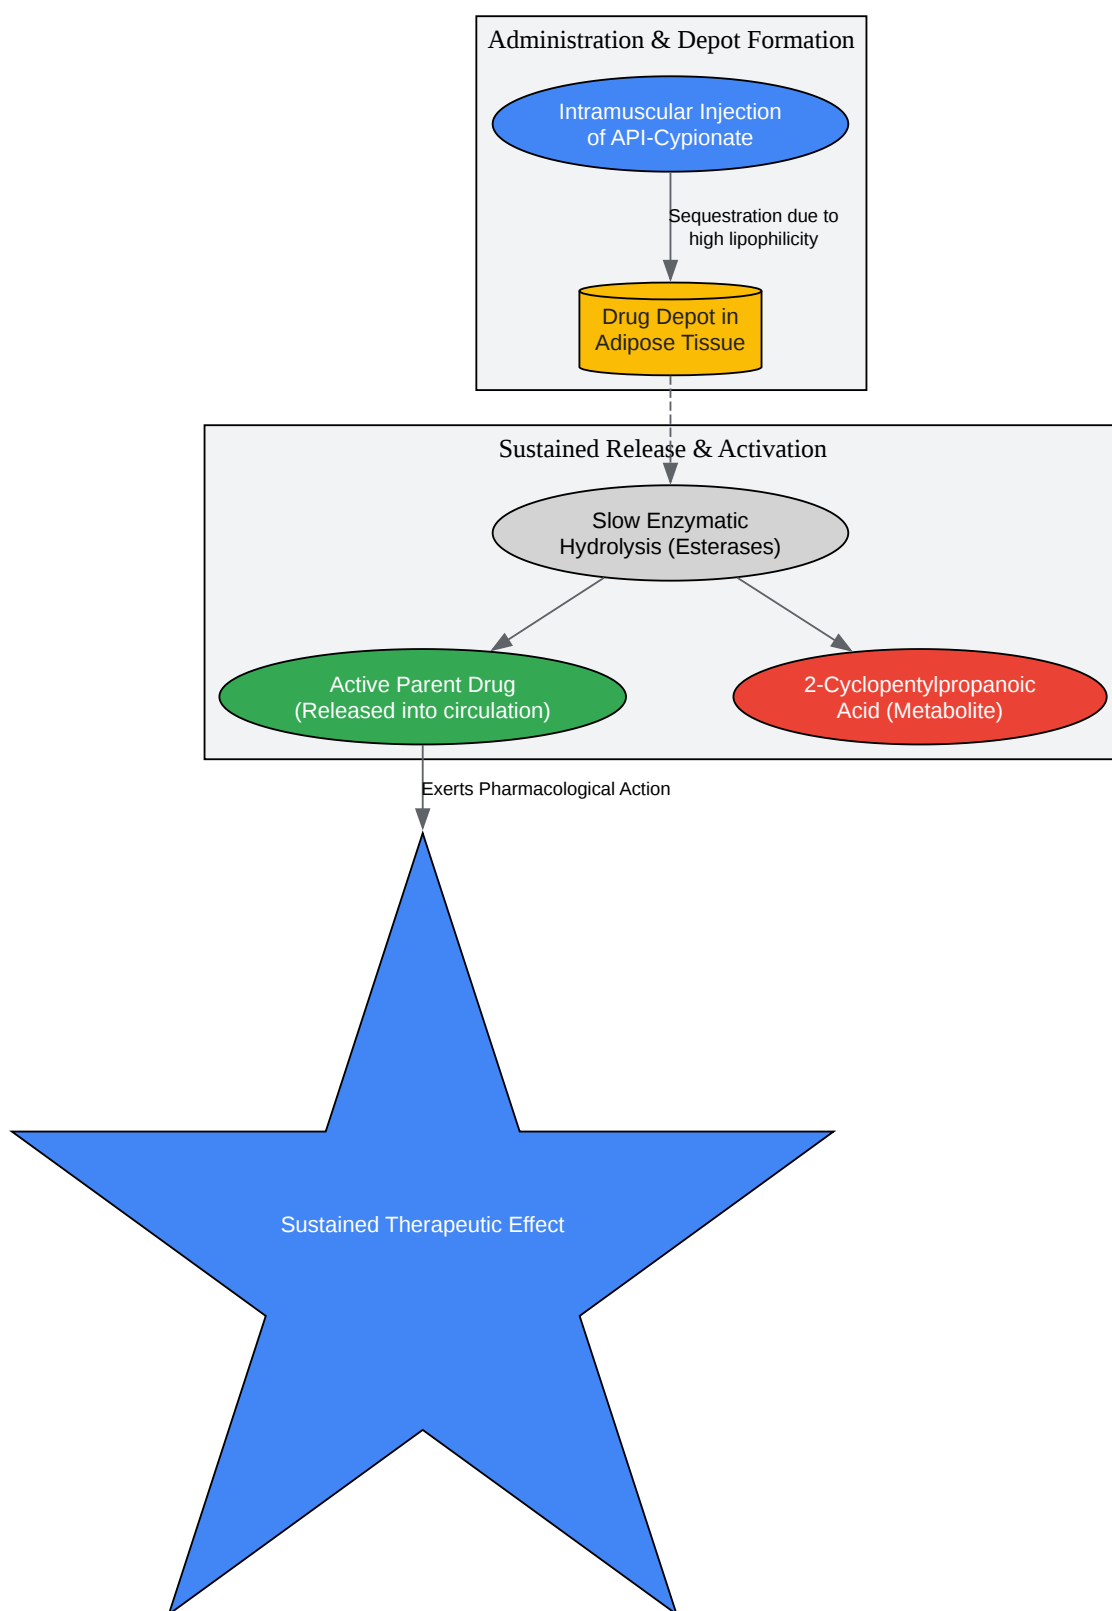 Administration & Depot Formation
Intramuscular Injection
of API-Cypionate
Sequestration due to
high lipophilicity
Drug Depot in
Adipose Tissue
Sustained Release & Activation
Slow Enzymatic
Hydrolysis (Esterases)
Active Parent Drug
(Released into circulation)
2-Cyclopentylpropanoic
Acid (Metabolite)
Exerts Pharmacological Action
Sustained Therapeutic Effect